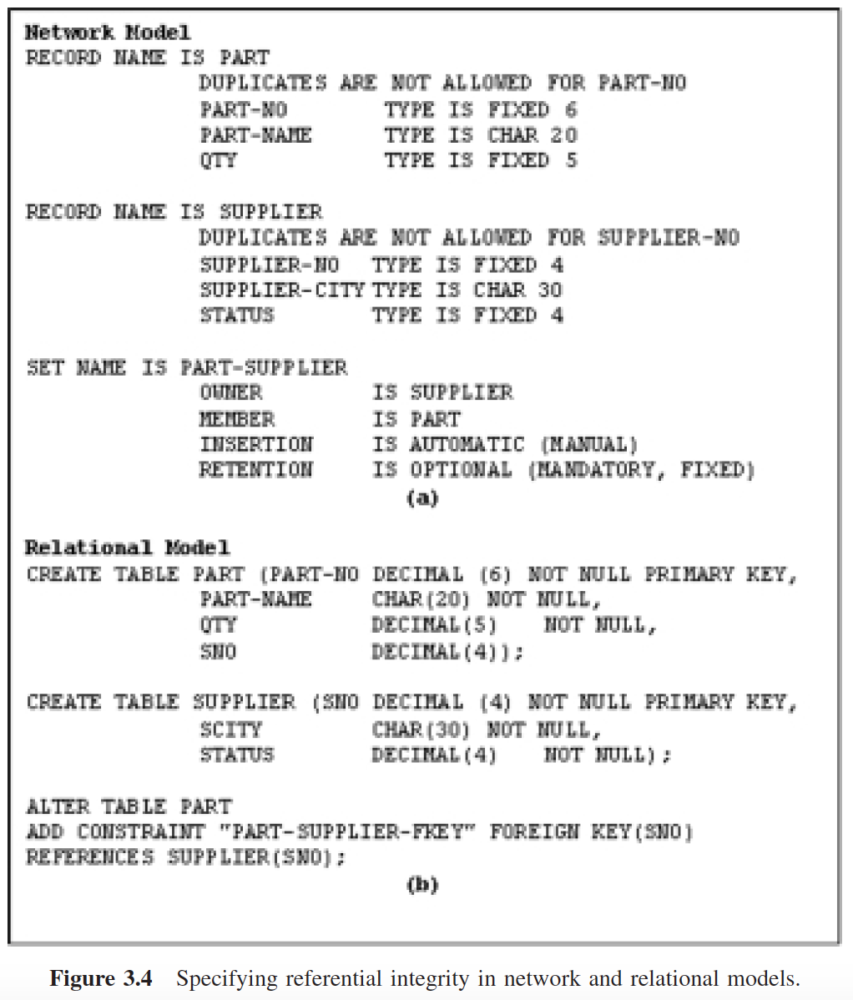 Network Model
RECORD NAME IS PART
DUPLICATES ARE NOT ALLOWED FOR PART-NO
PART-NO TYPE IS FIXED 6
PART-NAME TYPE IS CHAR 20
QTY TYPE IS FIXED 5
RECORD NAME IS SUPPLIER
DUPLICATES ARE NOT ALLOWED FOR SUPPLIER-NO
SUPPLIER-NO TYPE IS FIXED 4
SUPPLIER-CITY TYPE IS CHAR 30
STATUS TYPE IS FIXED 4
SET NAME IS PART-SUPPLIER
OWNER IS SUPPLIER
MEMBER IS PART
INSERTION IS AUTOMATIC (MANUAL)
RETENTION IS OPTIONAL (MANDATORY, FIXED)
(a)
Relational Model
CREATE TABLE PART (PART-NO DECIMAL (6) NOT NULL PRIMARY KEY,
PART-NAME CHAR(20) NOT NULL,
QTY DECIMAL(5) NOT NULL,
SNO DECIMAL(4));
CREATE TABLE SUPPLIER (SNO DECIMAL (4) NOT NULL PRIMARY KEY,
SCITY CHAR(30) NOT NULL,
STATUS DECIMAL(4) NOT NULL);
ALTER TABLE PART
ADD CONSTRAINT "PART-SUPPLIER-FKEY" FOREIGN KEY(SNO)
REFERENCES SUPPLIER(SNO);
(b)
Figure 3.4 Specifying referential integrity in network and relational models.